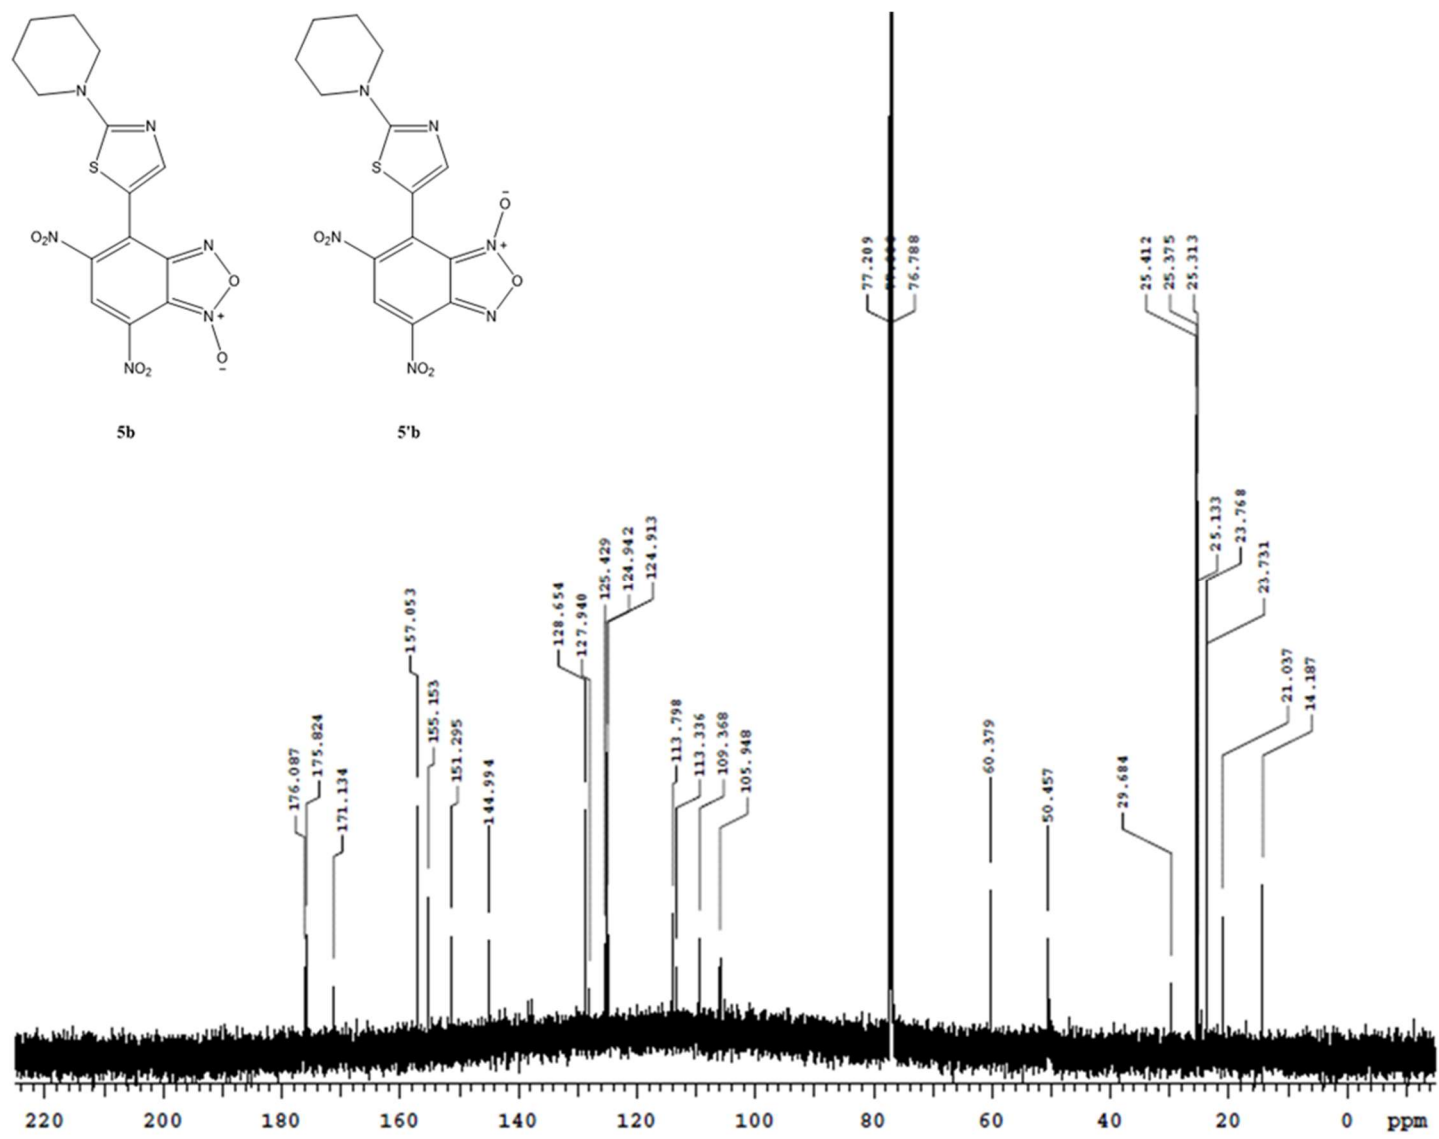 N
N
S
O₂N
N
O
N⁺
O⁻
NO₂
5b
N
N
S
O⁻
O₂N
N⁺
O
N
NO₂
5'b
176.087
175.824
171.134
157.053
155.153
151.295
144.994
128.654
127.940
125.429
124.942
124.913
113.798
113.336
109.368
105.948
77.209
76.788
60.379
50.457
29.684
25.412
25.375
25.313
25.133
23.768
23.731
21.037
14.187
220 200 180 160 140 120 100 80 60 40 20 0 ppm